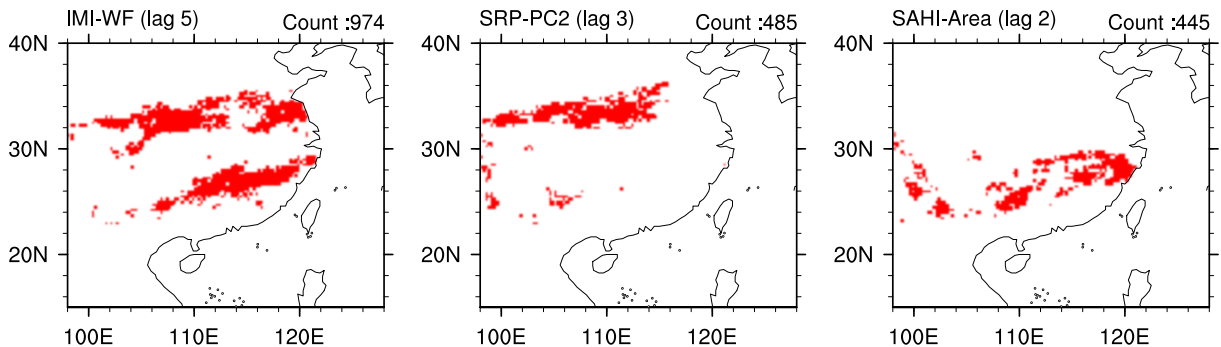 IMI-WF (lag 5) Count :974
40N
30N
20N
100E 110E 120E
SRP-PC2 (lag 3) Count :485
40N
30N
20N
100E 110E 120E
SAHI-Area (lag 2) Count :445
40N
30N
20N
100E 110E 120E